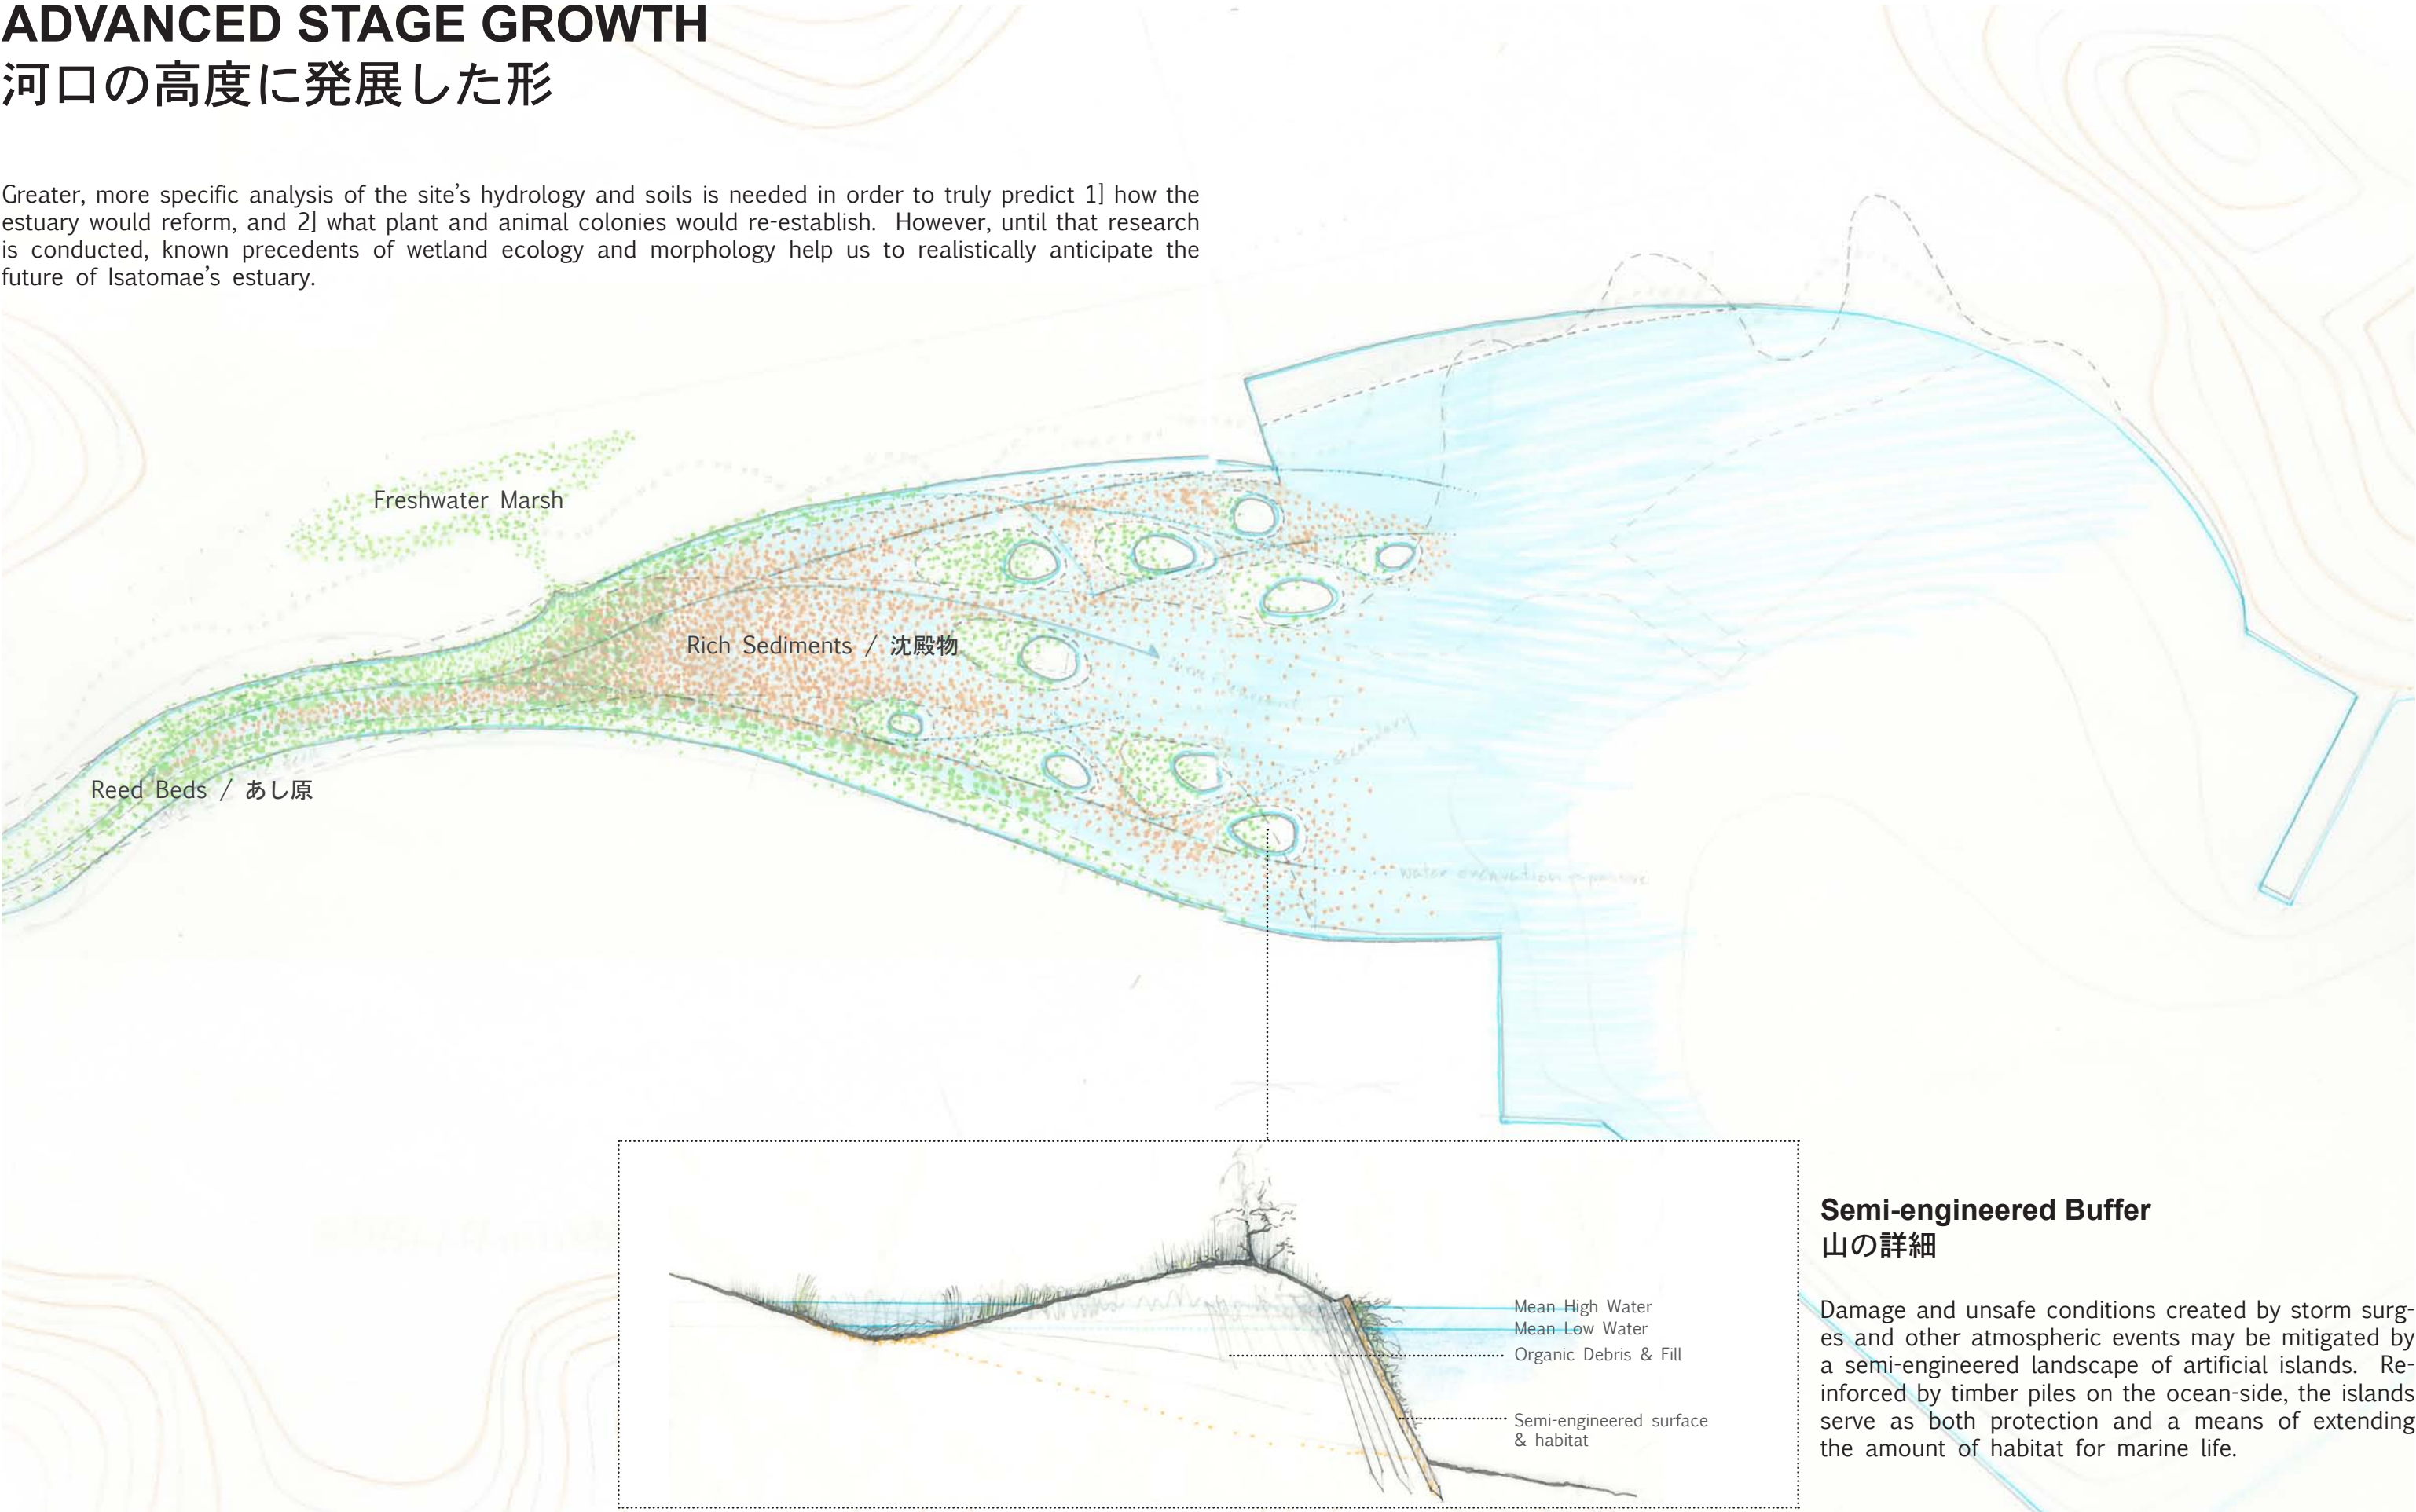 ADVANCED STAGE GROWTH
河口の高度に発展した形
Greater, more specific analysis of the site's hydrology and soils is needed in order to truly predict 1] how the
estuary would reform, and 2] what plant and animal colonies would re-establish. However, until that research
is conducted, known precedents of wetland ecology and morphology help us to realistically anticipate the
future of Isatomae's estuary.
Freshwater Marsh
Rich Sediments / 沈殿物
secondary
Reed Beds / あし原
water
Semi-engineered Buffer
山の詳細
Mean High Water
Mean Low Water
Organic Debris & Fill
Semi-engineered surface
& habitat
Damage and unsafe conditions created by storm surg-
es and other atmospheric events may be mitigated by
a semi-engineered landscape of artificial islands. Re-
inforced by timber piles on the ocean-side, the islands
serve as both protection and a means of extending
the amount of habitat for marine life.